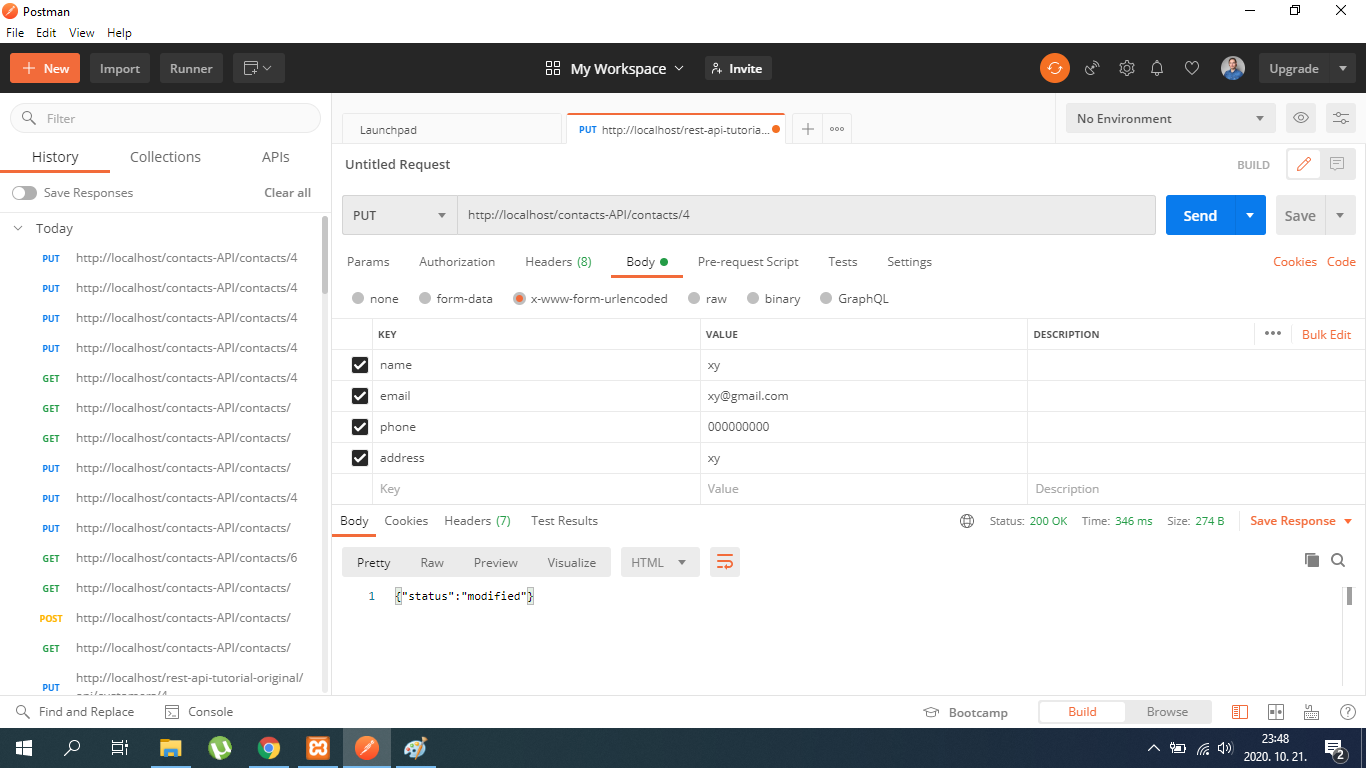 Postman
File Edit View Help
New Import Runner My Workspace Invite Upgrade
Filter
History Collections APIs
Save Responses Clear all
Today
PUT http://localhost/contacts-API/contacts/4
PUT http://localhost/contacts-API/contacts/4
PUT http://localhost/contacts-API/contacts/4
PUT http://localhost/contacts-API/contacts/4
GET http://localhost/contacts-API/contacts/4
GET http://localhost/contacts-API/contacts/
GET http://localhost/contacts-API/contacts/
PUT http://localhost/contacts-API/contacts/
PUT http://localhost/contacts-API/contacts/4
PUT http://localhost/contacts-API/contacts/
GET http://localhost/contacts-API/contacts/6
GET http://localhost/contacts-API/contacts/
POST http://localhost/contacts-API/contacts/
GET http://localhost/contacts-API/contacts/
PUT http://localhost/rest-api-tutorial-original/
api/customers/4
Launchpad PUT http://localhost/rest-api-tutoria... No Environment
Untitled Request BUILD
PUT http://localhost/contacts-API/contacts/4 Send Save
Params Authorization Headers (8) Body Pre-request Script Tests Settings Cookies Code
none form-data x-www-form-urlencoded raw binary GraphQL
KEY VALUE DESCRIPTION Bulk Edit
name xy
email xy@gmail.com
phone 000000000
address xy
Key Value Description
Body Cookies Headers (7) Test Results Status: 200 OK Time: 346 ms Size: 274 B Save Response
Pretty Raw Preview Visualize HTML
1 {"status":"modified"}
Find and Replace Console Bootcamp Build Browse
23:48
2020. 10. 21.
2